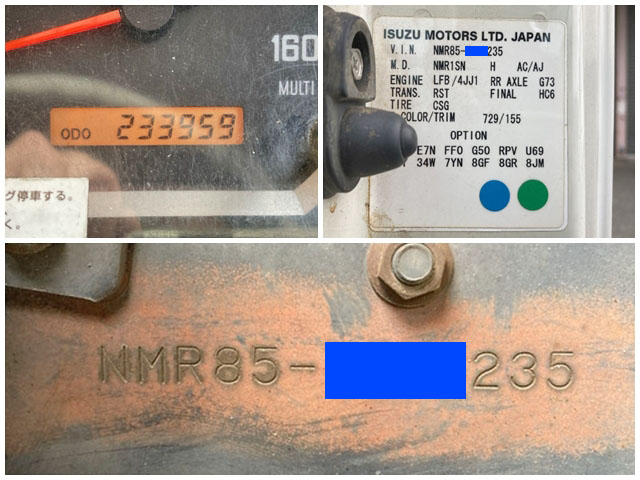 160
MULTI
ODO 233959
グ停車する。
く。
ISUZU MOTORS LTD. JAPAN
V.I.N. NMR85- 235
M.D. NMR1SN H AC/AJ
ENGINE LFB/4JJ1 RR AXLE G73
TRANS. RST FINAL HC6
TIRE CSG
COLOR/TRIM 729/155
OPTION
E7N FFO G50 RPV U69
34W 7YN 8GF 8GR 8JM
NMR85- 235